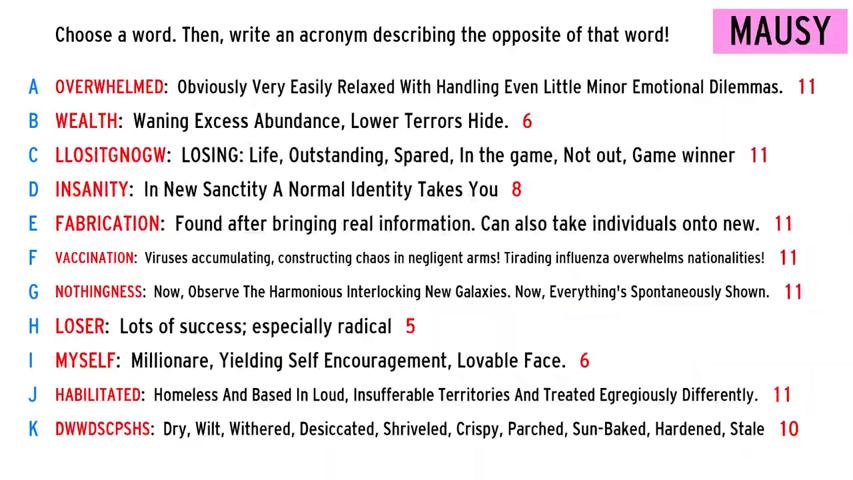 Choose a word. Then, write an acronym describing the opposite of that word!
MAUSY
A OVERWHELMED: Obviously Very Easily Relaxed With Handling Even Little Minor Emotional Dilemmas. 11
B WEALTH: Waning Excess Abundance, Lower Terrors Hide. 6
C LLOSITGNOGW: LOSING: Life, Outstanding, Spared, In the game, Not out, Game winner 11
D INSANITY: In New Sanctity A Normal Identity Takes You 8
E FABRICATION: Found after bringing real information. Can also take individuals onto new. 11
F VACCINATION: Viruses accumulating, constructing chaos in negligent arms! Tirading influenza overwhelms nationalities! 11
G NOTHINGNESS: Now, Observe The Harmonious Interlocking New Galaxies. Now, Everything's Spontaneously Shown. 11
H LOSER: Lots of success; especially radical 5
I MYSELF: Millionare, Yielding Self Encouragement, Lovable Face. 6
J HABILITATED: Homeless And Based In Loud, Insufferable Territories And Treated Egregiously Differently. 11
K DWWDSCPSHS: Dry, Wilt, Withered, Desiccated, Shriveled, Crispy, Parched, Sun-Baked, Hardened, Stale 10